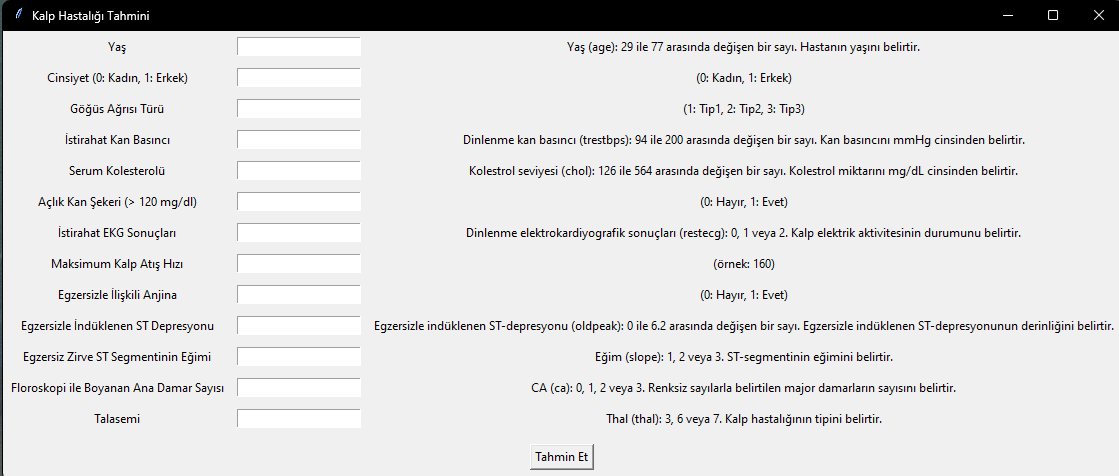 Kalp Hastalığı Tahmini
Yaş Yaş (age): 29 ile 77 arasında değişen bir sayı. Hastanın yaşını belirtir.
Cinsiyet (0: Kadın, 1: Erkek) (0: Kadın, 1: Erkek)
Göğüs Ağrısı Türü (1: Tip1, 2: Tip2, 3: Tip3)
İstirahat Kan Basıncı Dinlenme kan basıncı (trestbps): 94 ile 200 arasında değişen bir sayı. Kan basıncını mmHg cinsinden belirtir.
Serum Kolesterolü Kolestrol seviyesi (chol): 126 ile 564 arasında değişen bir sayı. Kolestrol miktarını mg/dL cinsinden belirtir.
Açlık Kan Şekeri (> 120 mg/dl) (0: Hayır, 1: Evet)
İstirahat EKG Sonuçları Dinlenme elektrokardiyografik sonuçları (restecg): 0, 1 veya 2. Kalp elektrik aktivitesinin durumunu belirtir.
Maksimum Kalp Atış Hızı (örnek: 160)
Egzersizle İlişkili Anjina (0: Hayır, 1: Evet)
Egzersizle İndüklenen ST Depresyonu Egzersizle indüklenen ST-depresyonu (oldpeak): 0 ile 6.2 arasında değişen bir sayı. Egzersizle indüklenen ST-depresyonunun derinliğini belirtir.
Egzersiz Zirve ST Segmentinin Eğimi Eğim (slope): 1, 2 veya 3. ST-segmentinin eğimini belirtir.
Floroskopi ile Boyanan Ana Damar Sayısı CA (ca): 0, 1, 2 veya 3. Renksiz sayılarla belirtilen major damarların sayısını belirtir.
Talasemi Thal (thal): 3, 6 veya 7. Kalp hastalığının tipini belirtir.
Tahmin Et